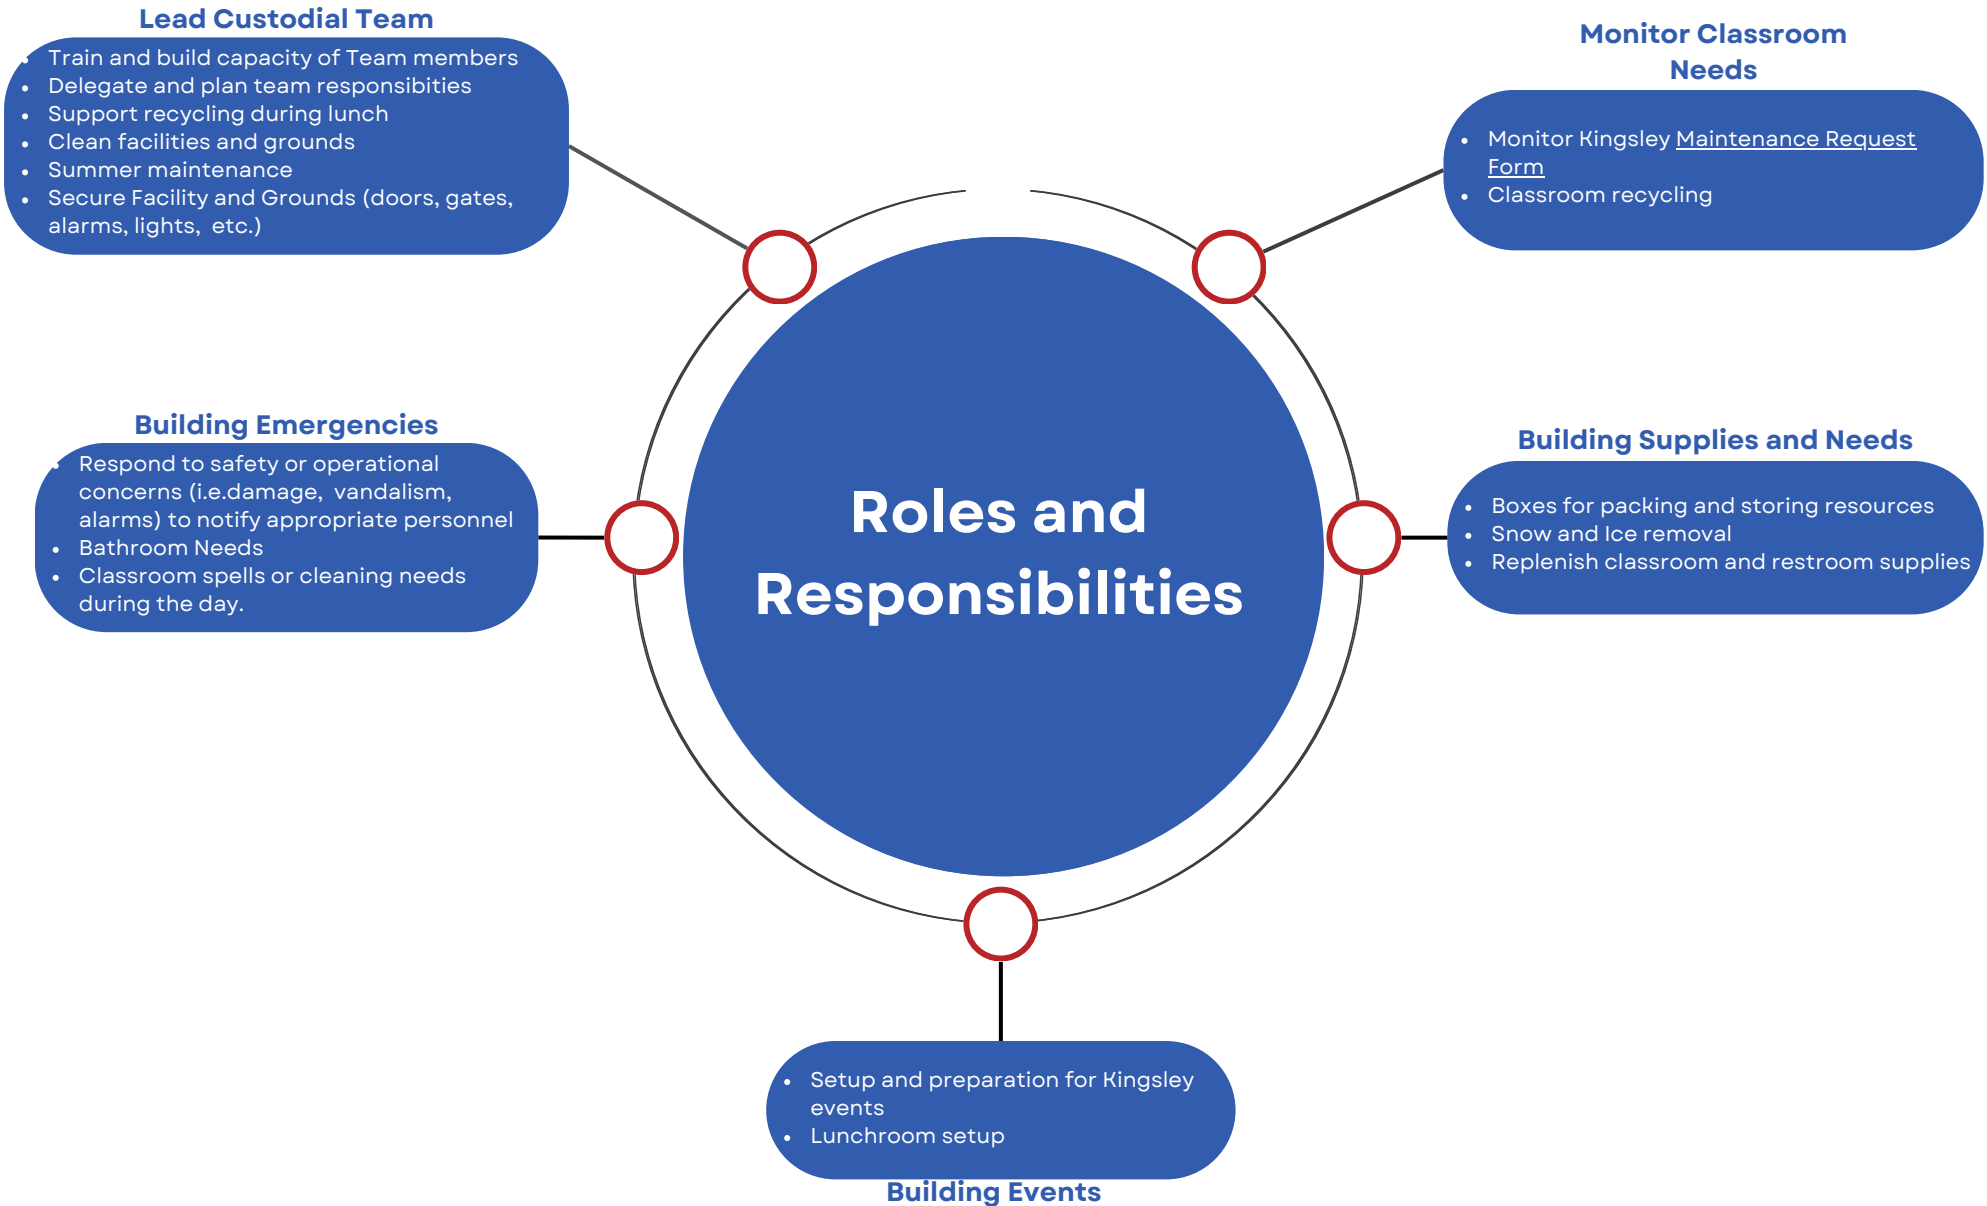 Lead Custodial Team
• Train and build capacity of Team members
• Delegate and plan team responsibities
• Support recycling during lunch
• Clean facilities and grounds
• Summer maintenance
• Secure Facility and Grounds (doors, gates,
alarms, lights,  etc.)
Monitor Classroom
Needs
• Monitor Kingsley Maintenance Request
Form
• Classroom recycling
Building Emergencies
• Respond to safety or operational
concerns (i.e.damage,  vandalism,
alarms) to notify appropriate personnel
• Bathroom Needs
• Classroom spells or cleaning needs
during the day.
Roles and
Responsibilities
Building Supplies and Needs
• Boxes for packing and storing resources
• Snow and Ice removal
• Replenish classroom and restroom supplies
• Setup and preparation for Kingsley
events
• Lunchroom setup
Building Events